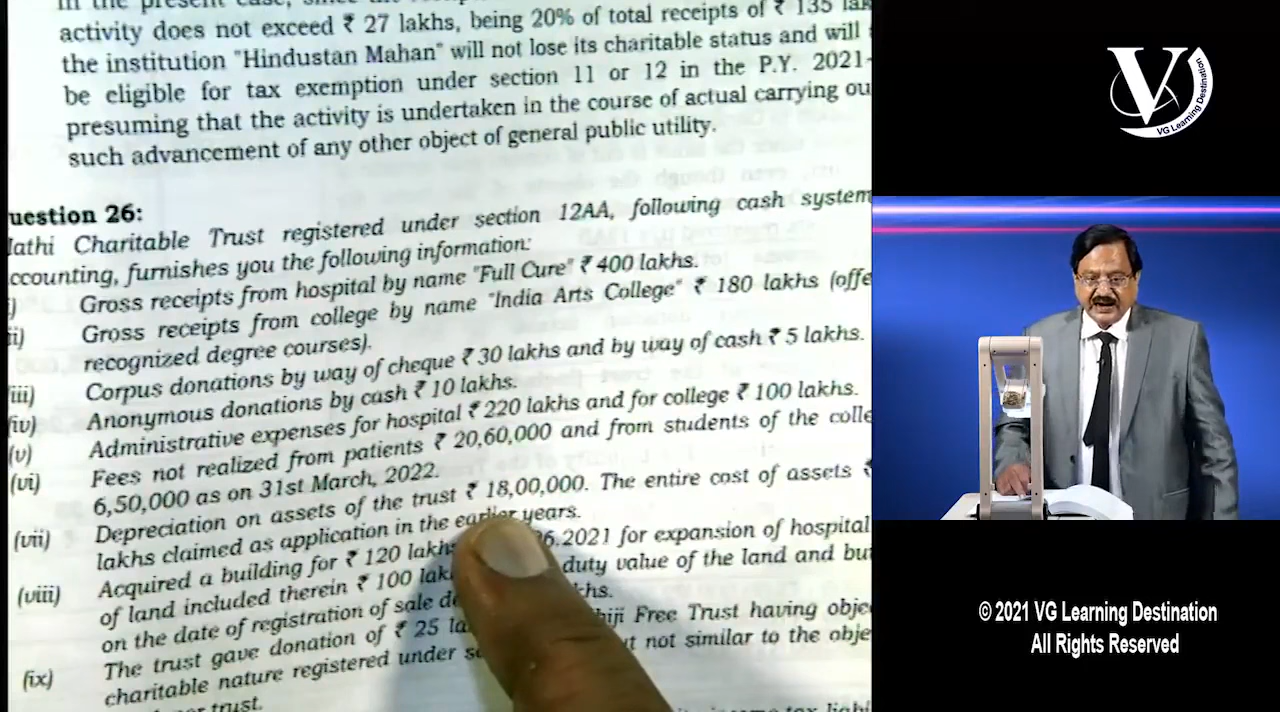 activity does not exceed ₹ 27 lakhs, being 20% of total receipts of ₹ 135
the institution "Hindustan Mahan" will not lose its charitable status and will
be eligible for tax exemption under section 11 or 12 in the P.Y. 2021-
presuming that the activity is undertaken in the course of actual carrying ou
such advancement of any other object of general public utility.
uestion 26:
athi Charitable Trust registered under section 12AA, following cash system
ccounting, furnishes you the following information:
) Gross receipts from hospital by name "Full Cure" ₹ 400 lakhs.
ii) Gross receipts from college by name "India Arts College" ₹ 180 lakhs (offe
recognized degree courses).
iii) Corpus donations by way of cheque ₹ 30 lakhs and by way of cash ₹ 5 lakhs.
iv) Anonymous donations by cash ₹ 10 lakhs.
(v) Administrative expenses for hospital ₹ 220 lakhs and for college ₹ 100 lakhs.
(vi) Fees not realized from patients ₹ 20,60,000 and from students of the colle
6,50,000 as on 31st March, 2022.
(vii) Depreciation on assets of the trust ₹ 18,00,000. The entire cost of assets ₹
lakhs claimed as application in the earlier years.
(viii) Acquired a building for ₹ 120 lakhs 6.2021 for expansion of hospital
of land included therein ₹ 100 lak duty value of the land and bu
on the date of registration of sale de khs.
(ix) The trust gave donation of ₹ 25 la hiji Free Trust having obje
charitable nature registered under se t not similar to the obje
trust.
V
VG Learning Destination
© 2021 VG Learning Destination
All Rights Reserved